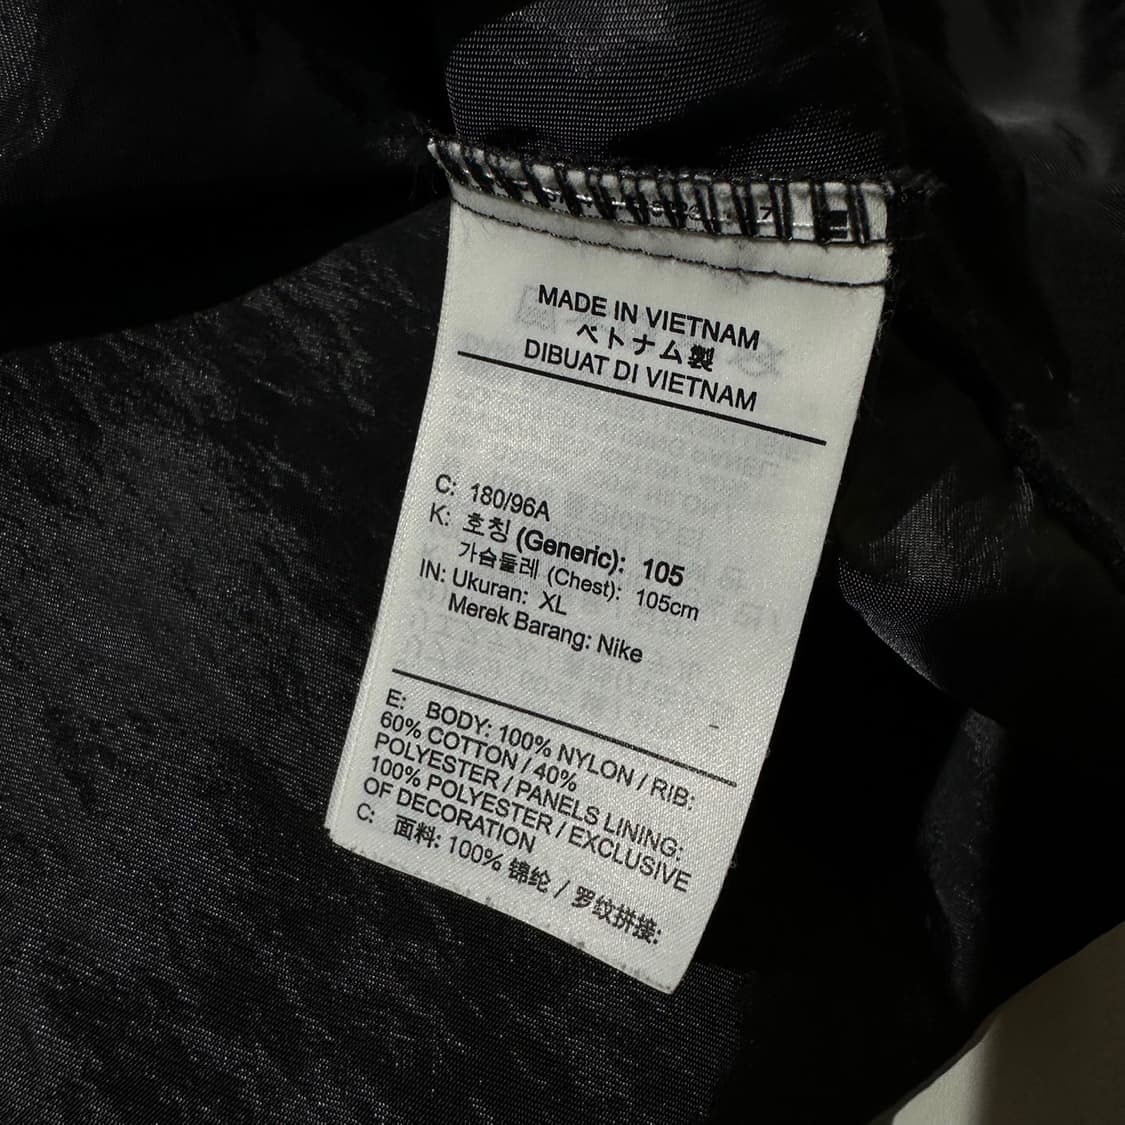 MADE IN VIETNAM
ベトナム製
DIBUAT DI VIETNAM
C: 180/96A
K: 호칭 (Generic): 105
가슴둘레 (Chest): 105cm
IN: Ukuran: XL
Merek Barang: Nike
E: BODY: 100% NYLON / RIB:
60% COTTON / 40%
POLYESTER / PANELS LINING:
100% POLYESTER / EXCLUSIVE
OF DECORATION
C: 面料: 100% 锦纶 / 罗纹拼接: